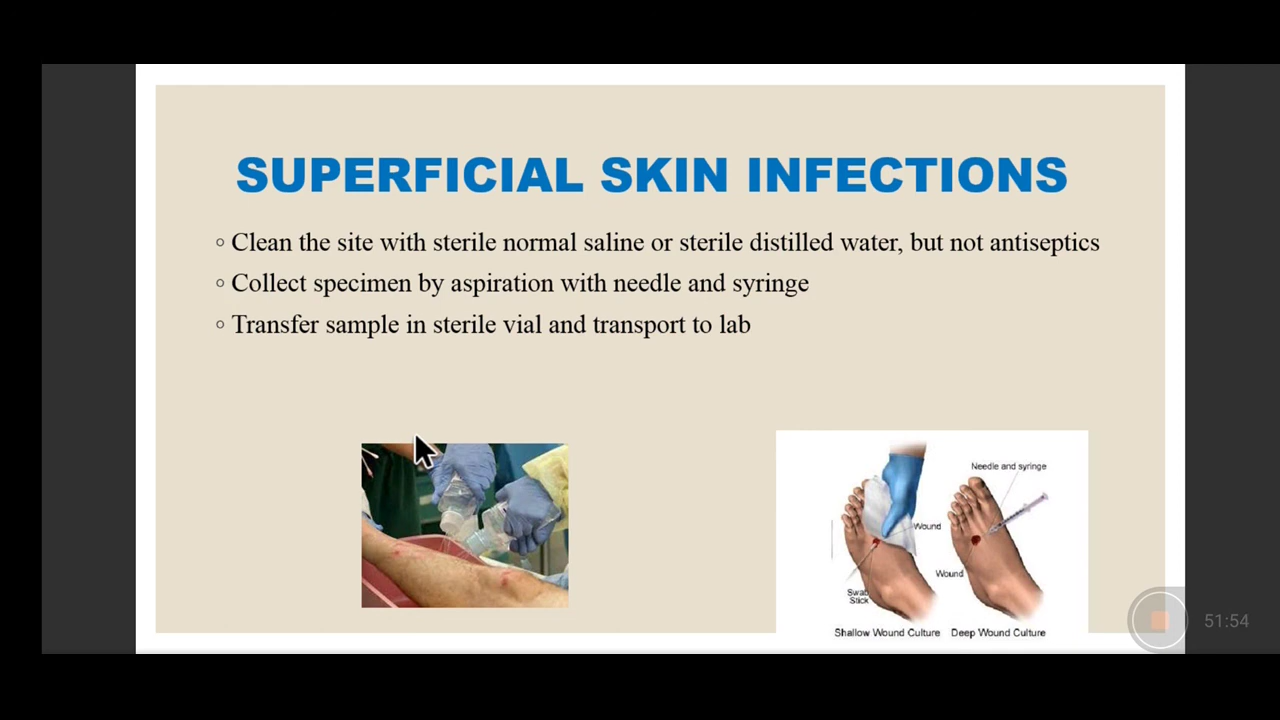 SUPERFICIAL SKIN INFECTIONS
◦ Clean the site with sterile normal saline or sterile distilled water, but not antiseptics
◦ Collect specimen by aspiration with needle and syringe
◦ Transfer sample in sterile vial and transport to lab
Needle and syringe
Wound
Wound
Swab
Stick
Shallow Wound Culture
Deep Wound Culture
51:54